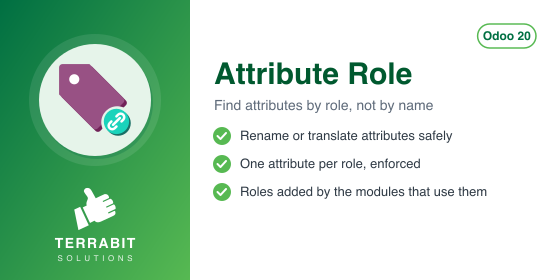 Odoo 20
Attribute Role
Find attributes by role, not by name
Rename or translate attributes safely
One attribute per role, enforced
Roles added by the modules that use them
TERRABIT
SOLUTIONS